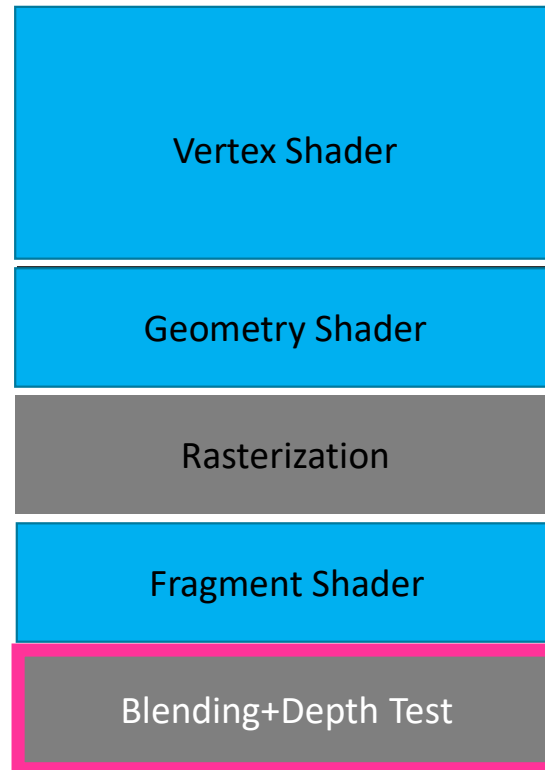 Vertex Shader
Geometry Shader
Rasterization
Fragment Shader
Blending+Depth Test